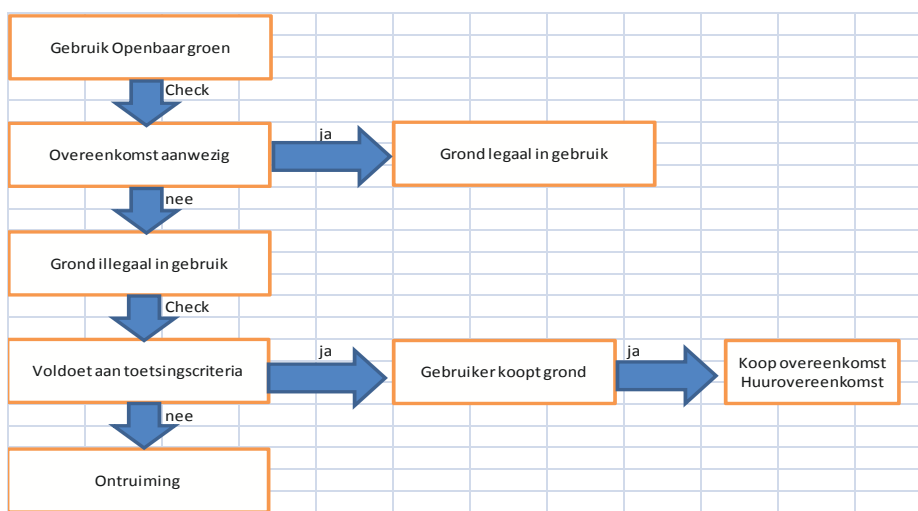 Gebruik Openbaar groen
Check
Overeenkomst aanwezig
ja
Grond legaal in gebruik
nee
Grond illegaal in gebruik
Check
Voldoet aan toetsingscriteria
ja
Gebruiker koopt grond
ja
Koop overeenkomst
Huurovereenkomst
nee
Ontruiming